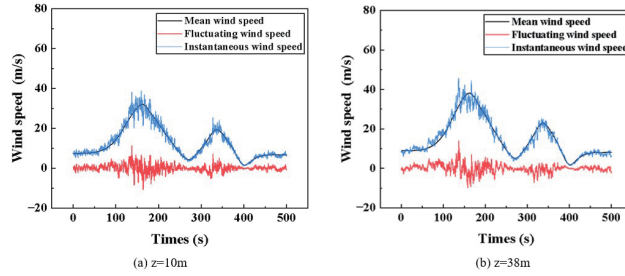 80
60
40
20
0
−20
Wind speed (m/s)
Mean wind speed
Fluctuating wind speed
Instantaneous wind speed
0 100 200 300 400 500
Times (s)
(a) z=10m
80
60
40
20
0
−20
Wind speed (m/s)
Mean wind speed
Fluctuating wind speed
Instantaneous wind speed
0 100 200 300 400 500
Times (s)
(b) z=38m